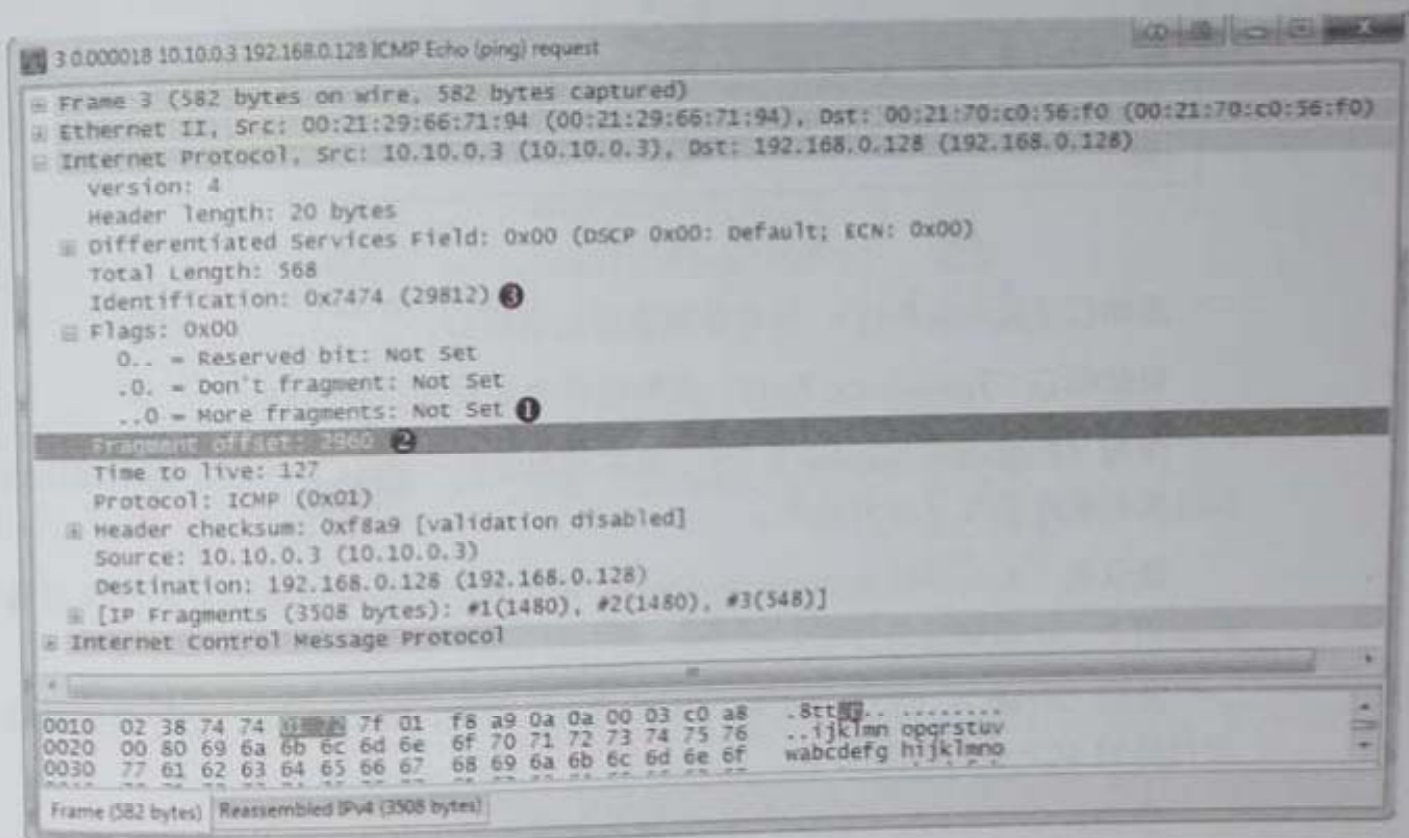 3 0.000018 10.10.0.3 192.168.0.128 ICMP Echo (ping) request
Frame 3 (582 bytes on wire, 582 bytes captured)
Ethernet II, Src: 00:21:29:66:71:94 (00:21:29:66:71:94), Dst: 00:21:70:c0:56:f0 (00:21:70:c0:56:f0)
Internet Protocol, Src: 10.10.0.3 (10.10.0.3), Dst: 192.168.0.128 (192.168.0.128)
Version: 4
Header length: 20 bytes
Differentiated Services Field: 0x00 (DSCP 0x00: Default; ECN: 0x00)
Total Length: 568
Identification: 0x7474 (29812) ❸
Flags: 0x00
0.. = Reserved bit: Not Set
.0. = Don't fragment: Not Set
..0 = More fragments: Not Set ❶
Fragment offset: 2960 ❷
Time to live: 127
Protocol: ICMP (0x01)
Header checksum: 0xf8a9 [validation disabled]
Source: 10.10.0.3 (10.10.0.3)
Destination: 192.168.0.128 (192.168.0.128)
[IP Fragments (3508 bytes): #1(1480), #2(1480), #3(548)]
Internet Control Message Protocol
0010 02 38 74 74 7f 01 f8 a9 0a 0a 00 03 c0 a8 .8tt .. ........
0020 00 80 69 6a 6b 6c 6d 6e 6f 70 71 72 73 74 75 76 ..ijklmn opqrstuv
0030 77 61 62 63 64 65 66 67 68 69 6a 6b 6c 6d 6e 6f wabcdefg hijklmno
Frame (582 bytes) Reassembled IPv4 (3508 bytes)